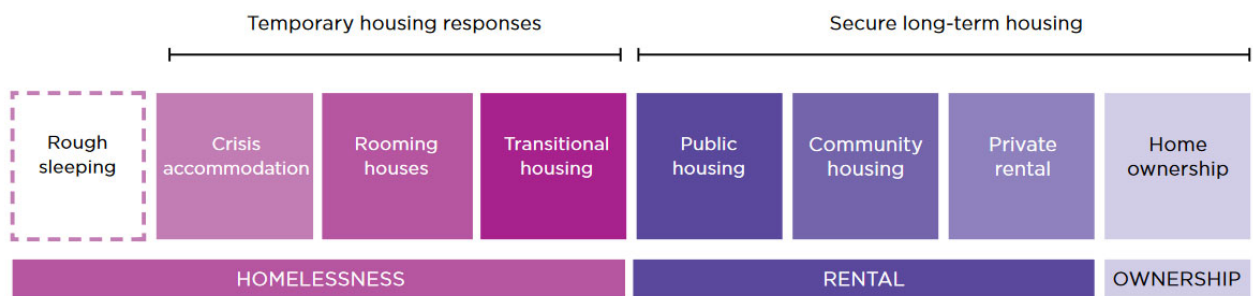 Temporary housing responses
Secure long-term housing
Rough
sleeping
Crisis
accommodation
Rooming
houses
Transitional
housing
Public
housing
Community
housing
Private
rental
Home
ownership
HOMELESSNESS
RENTAL
OWNERSHIP